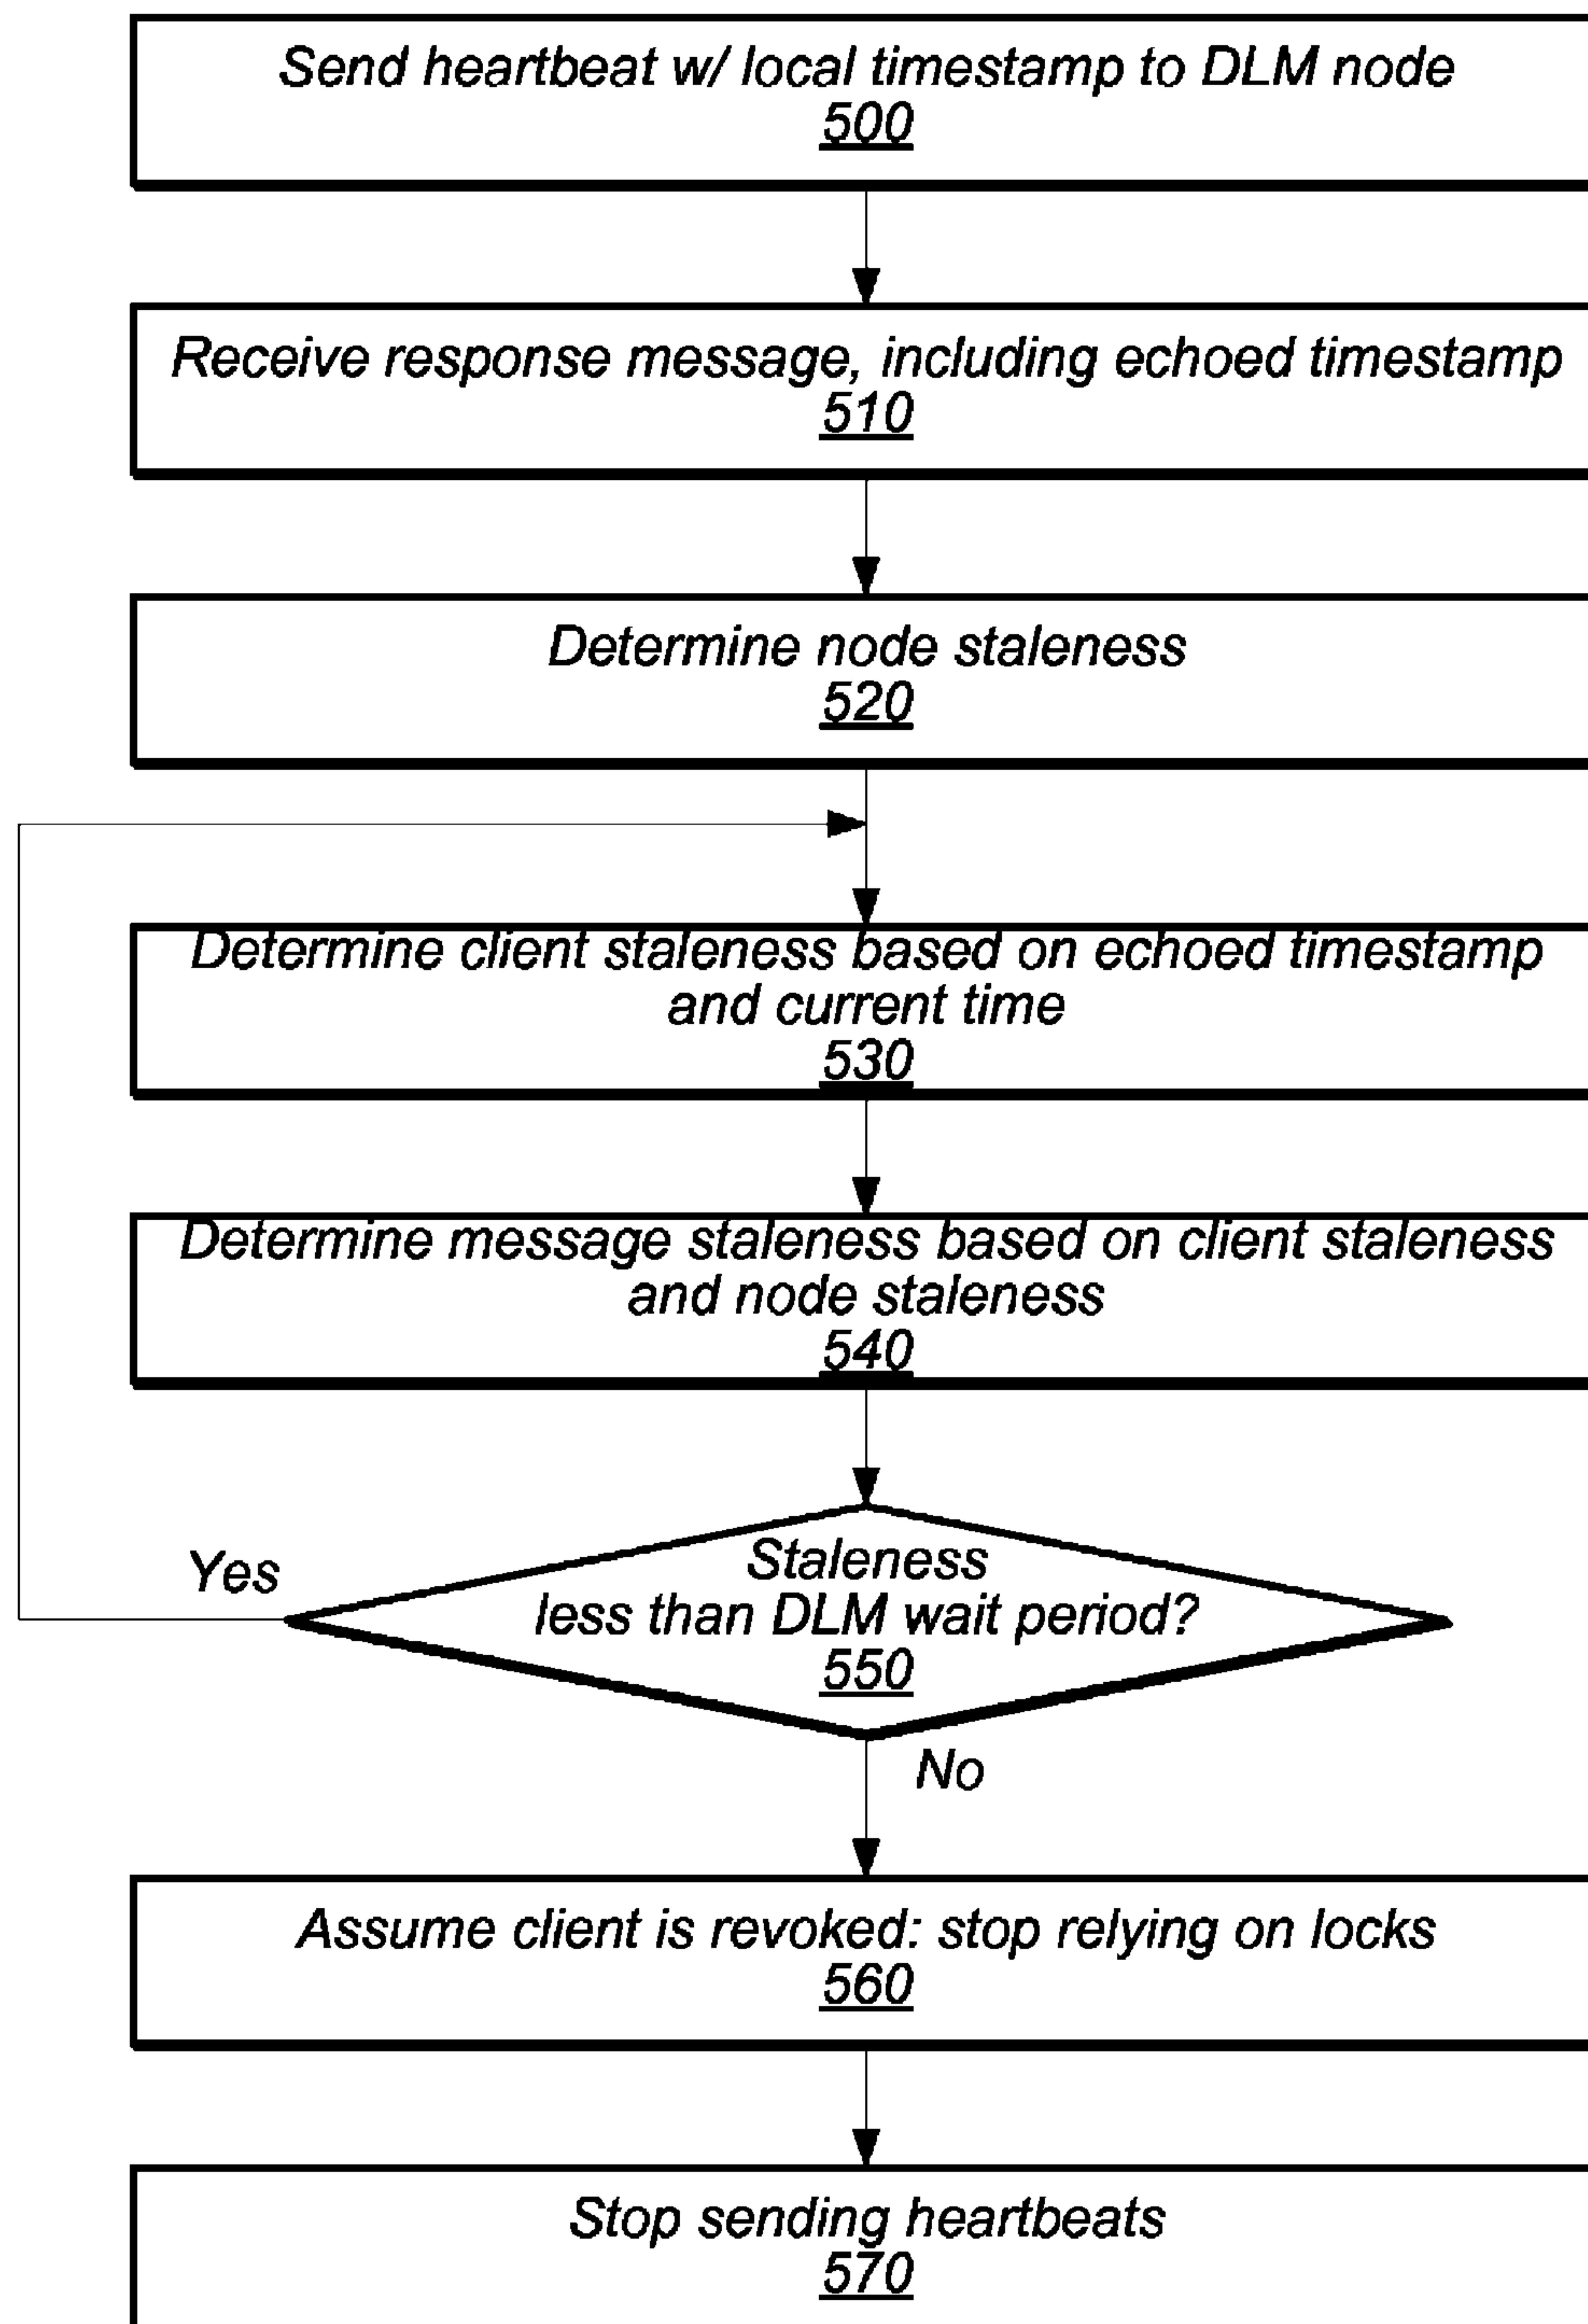 Send heartbeat w/ local timestamp to DLM node
500
Receive response message, including echoed timestamp
510
Determine node staleness
520
Determine client staleness based on echoed timestamp
and current time
530
Determine message staleness based on client staleness
and node staleness
540
Staleness
less than DLM wait period?
550
Yes
No
Assume client is revoked: stop relying on locks
560
Stop sending heartbeats
570